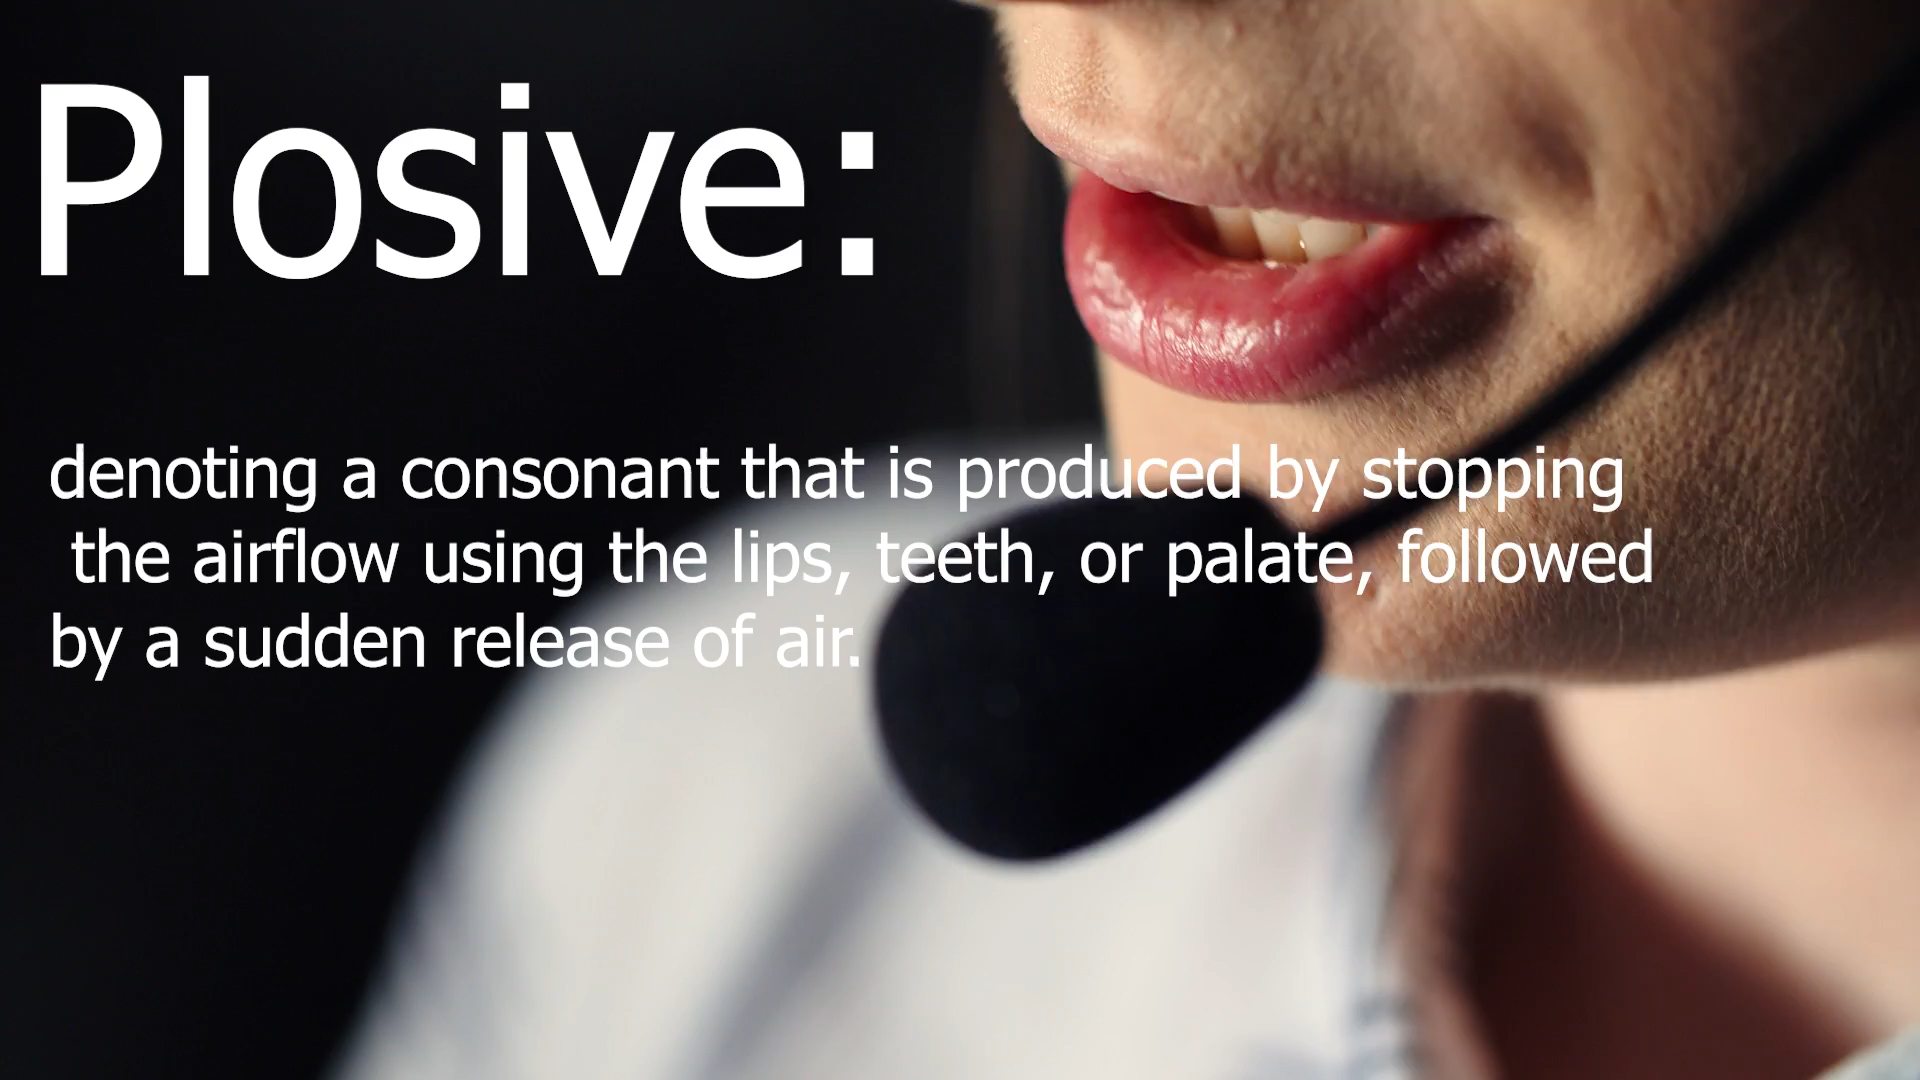 Plosive:
denoting a consonant that is produced by stopping
the airflow using the lips, teeth, or palate, followed
by a sudden release of air.